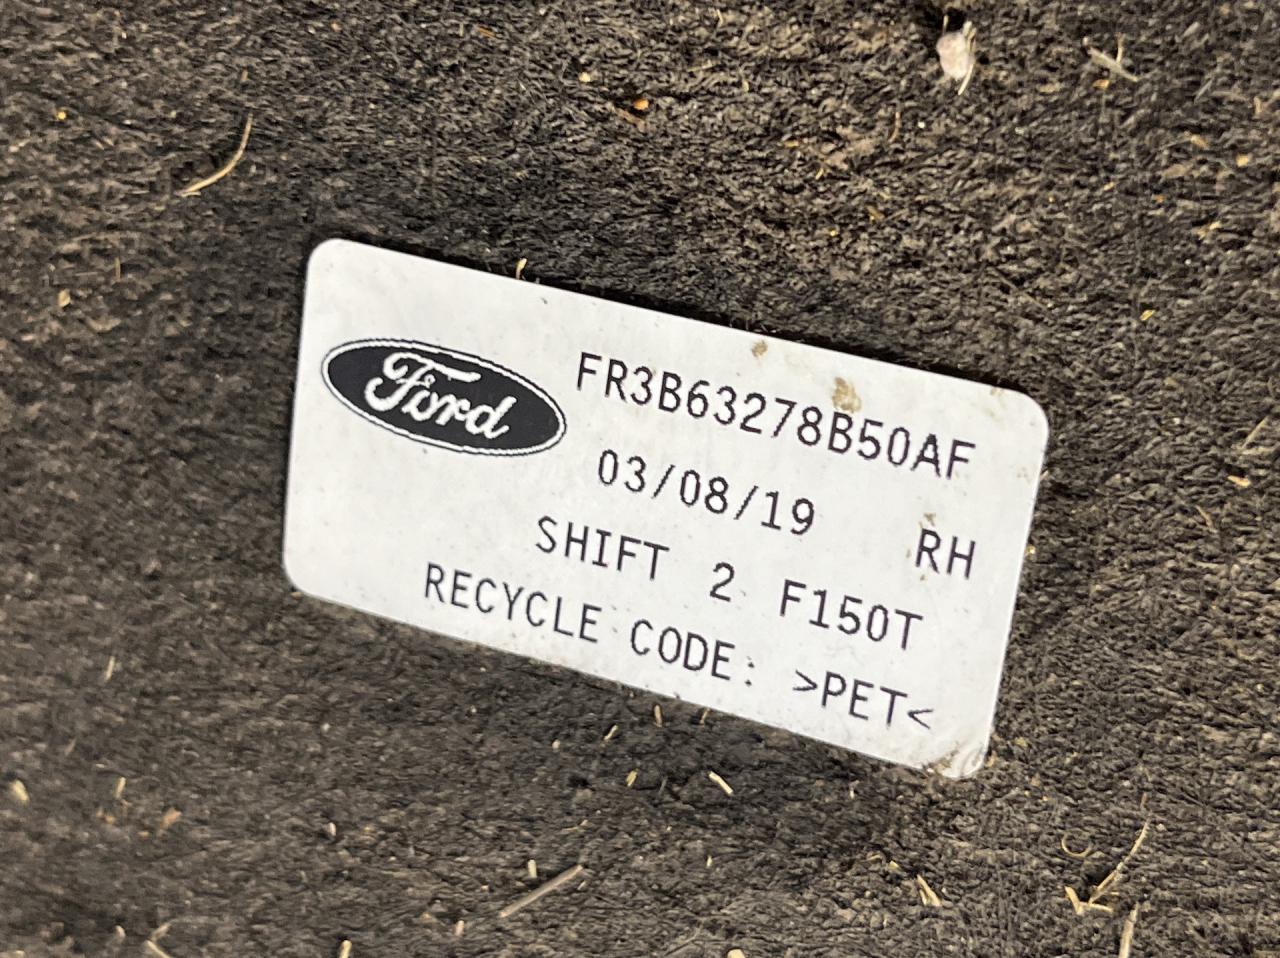 Ford
FR3B63278B50AF
03/08/19 RH
SHIFT 2 F150T
RECYCLE CODE: >PET<